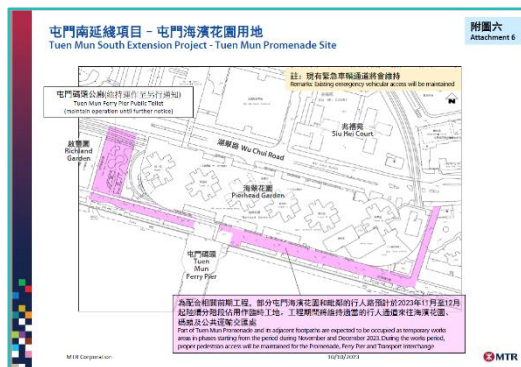 屯門南延綫項目 – 屯門海濱花園用地
Tuen Mun South Extension Project - Tuen Mun Promenade Site
附圖六
Attachment 6
註：現有緊急車輛通道將會維持
Remarks: Existing emergency vehicular access will be maintained
屯門碼頭公廁(維持運作至另行通知)
Tuen Mun Ferry Pier Public Toilet
(maintain operation until further notice)
N
兆禧苑
Siu Hei Court
啟豐園
Richland
Garden
湖翠路 Wu Chui Road
海翠花園
Pierhead Garden
屯門碼頭
Tuen
Mun
Ferry Pier
為配合相關前期工程，部分屯門海濱花園和毗鄰的行人路預計於2023年11月至12月
起陸續分階段佔用作臨時工地。工程期間將維持適當的行人通道來往海濱花園、
碼頭及公共運輸交匯處
Part of Tuen Mun Promenade and its adjacent footpaths are expected to be occupied as temporary works
areas in phases starting from the period during November and December 2023. During the works period,
proper pedestrian access will be maintained for the Promenade, Ferry Pier and Transport Interchange
MTR Corporation
10/10/2023
MTR